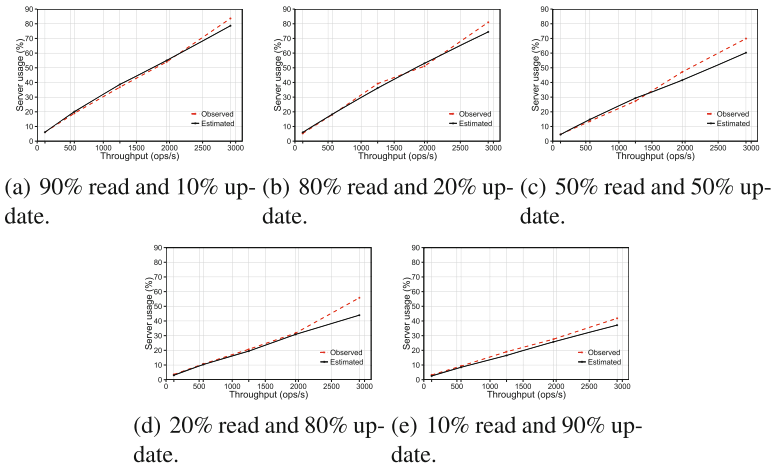 90
80
70
60
50
40
30
20
10
0
Server usage (%)
0 500 1000 1500 2000 2500 3000
Throughput (ops/s)
Observed
Estimated
90
80
70
60
50
40
30
20
10
0
Server usage (%)
0 500 1000 1500 2000 2500 3000
Throughput (ops/s)
Observed
Estimated
90
80
70
60
50
40
30
20
10
0
Server usage (%)
0 500 1000 1500 2000 2500 3000
Throughput (ops/s)
Observed
Estimated
(a) 90% read and 10% up-
date.
(b) 80% read and 20% up-
date.
(c) 50% read and 50% up-
date.
90
80
70
60
50
40
30
20
10
0
Server usage (%)
0 500 1000 1500 2000 2500 3000
Throughput (ops/s)
Observed
Estimated
90
80
70
60
50
40
30
20
10
0
Server usage (%)
0 500 1000 1500 2000 2500 3000
Throughput (ops/s)
Observed
Estimated
(d) 20% read and 80% up-
date.
(e) 10% read and 90% up-
date.